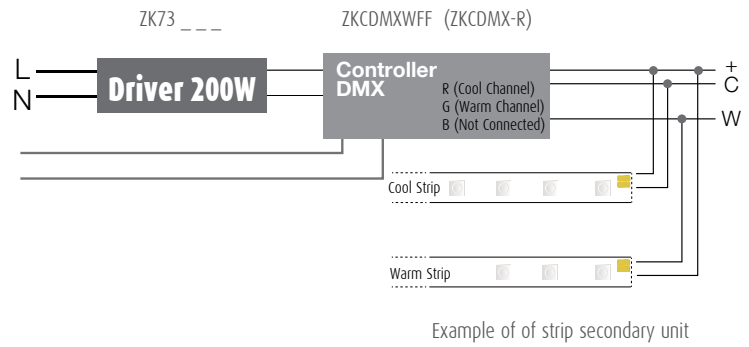 ZK73 _ _ _
ZKCDMXWFF (ZKCDMX-R)
L
N
Driver 200W
Controller
DMX
R (Cool Channel)
G (Warm Channel)
B (Not Connected)
+
C
W
Cool Strip
Warm Strip
Example of of strip secondary unit